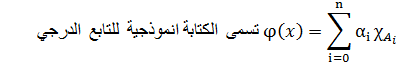 تسمى الكتابة انموذجية للتابع الدرجي φ(x) = ∑_{i=0}^{n} α_i χ_{A_i}